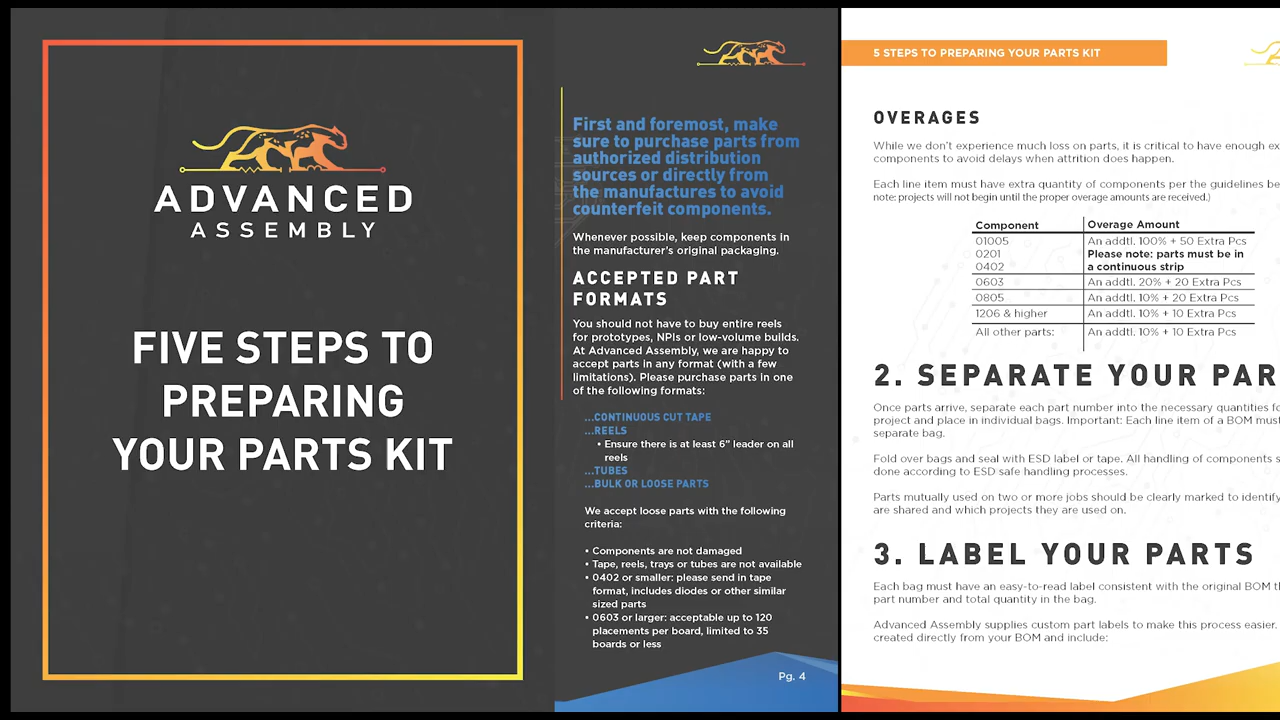 ADVANCED
ASSEMBLY
FIVE STEPS TO
PREPARING
YOUR PARTS KIT
First and foremost, make
sure to purchase parts from
authorized distribution
sources or directly from
the manufactures to avoid
counterfeit components.
Whenever possible, keep components in
the manufacturer's original packaging.
ACCEPTED PART
FORMATS
You should not have to buy entire reels
for prototypes, NPIs or low-volume builds.
At Advanced Assembly, we are happy to
accept parts in any format (with a few
limitations). Please purchase parts in one
of the following formats:
...CONTINUOUS CUT TAPE
...REELS
• Ensure there is at least 6" leader on all
reels
...TUBES
...BULK OR LOOSE PARTS
We accept loose parts with the following
criteria:
• Components are not damaged
• Tape, reels, trays or tubes are not available
• 0402 or smaller: please send in tape
format, includes diodes or other similar
sized parts
• 0603 or larger: acceptable up to 120
placements per board, limited to 35
boards or less
Pg. 4
5 STEPS TO PREPARING YOUR PARTS KIT
OVERAGES
While we don't experience much loss on parts, it is critical to have enough ex
components to avoid delays when attrition does happen.
Each line item must have extra quantity of components per the guidelines be
note: projects will not begin until the proper overage amounts are received.)
Component Overage Amount
01005 An addtl. 100% + 50 Extra Pcs
0201 Please note: parts must be in
0402 a continuous strip
0603 An addtl. 20% + 20 Extra Pcs
0805 An addtl. 10% + 20 Extra Pcs
1206 & higher An addtl. 10% + 10 Extra Pcs
All other parts: An addtl. 10% + 10 Extra Pcs
2. SEPARATE YOUR PAR
Once parts arrive, separate each part number into the necessary quantities fo
project and place in individual bags. Important: Each line item of a BOM mus
separate bag.
Fold over bags and seal with ESD label or tape. All handling of components s
done according to ESD safe handling processes.
Parts mutually used on two or more jobs should be clearly marked to identify
are shared and which projects they are used on.
3. LABEL YOUR PARTS
Each bag must have an easy-to-read label consistent with the original BOM th
part number and total quantity in the bag.
Advanced Assembly supplies custom part labels to make this process easier.
created directly from your BOM and include: